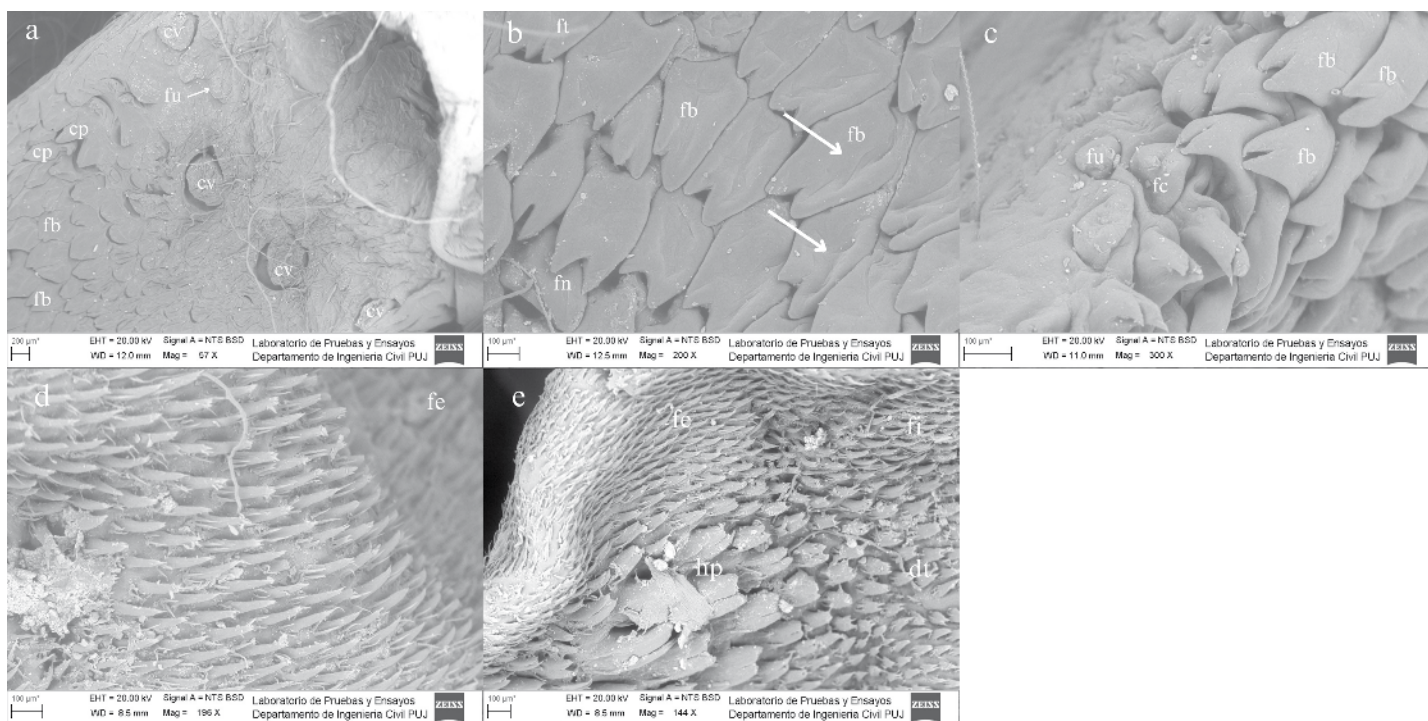 a
cv
fu
cp
cp
cv
fb
cv
fb
cv
200 µm*
EHT = 20.00 kV Signal A = NTS BSD Laboratorio de Pruebas y Ensayos
WD = 12.0 mm Mag = 57 X Departamento de Ingenieria Civil PUJ
ZEISS
b
ft
fb
fb
fn
100 µm*
EHT = 20.00 kV Signal A = NTS BSD Laboratorio de Pruebas y Ensayos
WD = 12.5 mm Mag = 200 X Departamento de Ingenieria Civil PUJ
ZEISS
c
fb
fb
fb
fu
fc
100 µm*
EHT = 20.00 kV Signal A = NTS BSD Laboratorio de Pruebas y Ensayos
WD = 11.0 mm Mag = 300 X Departamento de Ingenieria Civil PUJ
ZEISS
d
fe
100 µm*
EHT = 20.00 kV Signal A = NTS BSD Laboratorio de Pruebas y Ensayos
WD = 8.5 mm Mag = 196 X Departamento de Ingenieria Civil PUJ
ZEISS
e
fe
fi
hp
dt
100 µm*
EHT = 20.00 kV Signal A = NTS BSD Laboratorio de Pruebas y Ensayos
WD = 8.5 mm Mag = 144 X Departamento de Ingenieria Civil PUJ
ZEISS